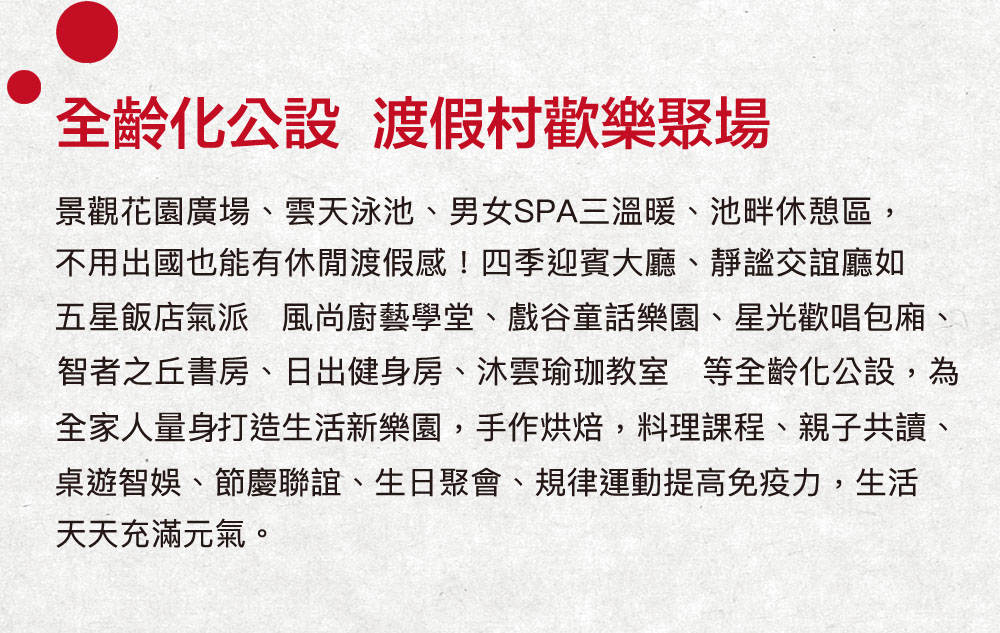 全齡化公設 渡假村歡樂聚場
景觀花園廣場、雲天泳池、男女SPA三溫暖、池畔休憩區，
不用出國也能有休閒渡假感！四季迎賓大廳、靜謐交誼廳如
五星飯店氣派　風尚廚藝學堂、戲谷童話樂園、星光歡唱包廂、
智者之丘書房、日出健身房、沐雲瑜珈教室　等全齡化公設，為
全家人量身打造生活新樂園，手作烘焙，料理課程、親子共讀、
桌遊智娛、節慶聯誼、生日聚會、規律運動提高免疫力，生活
天天充滿元氣。